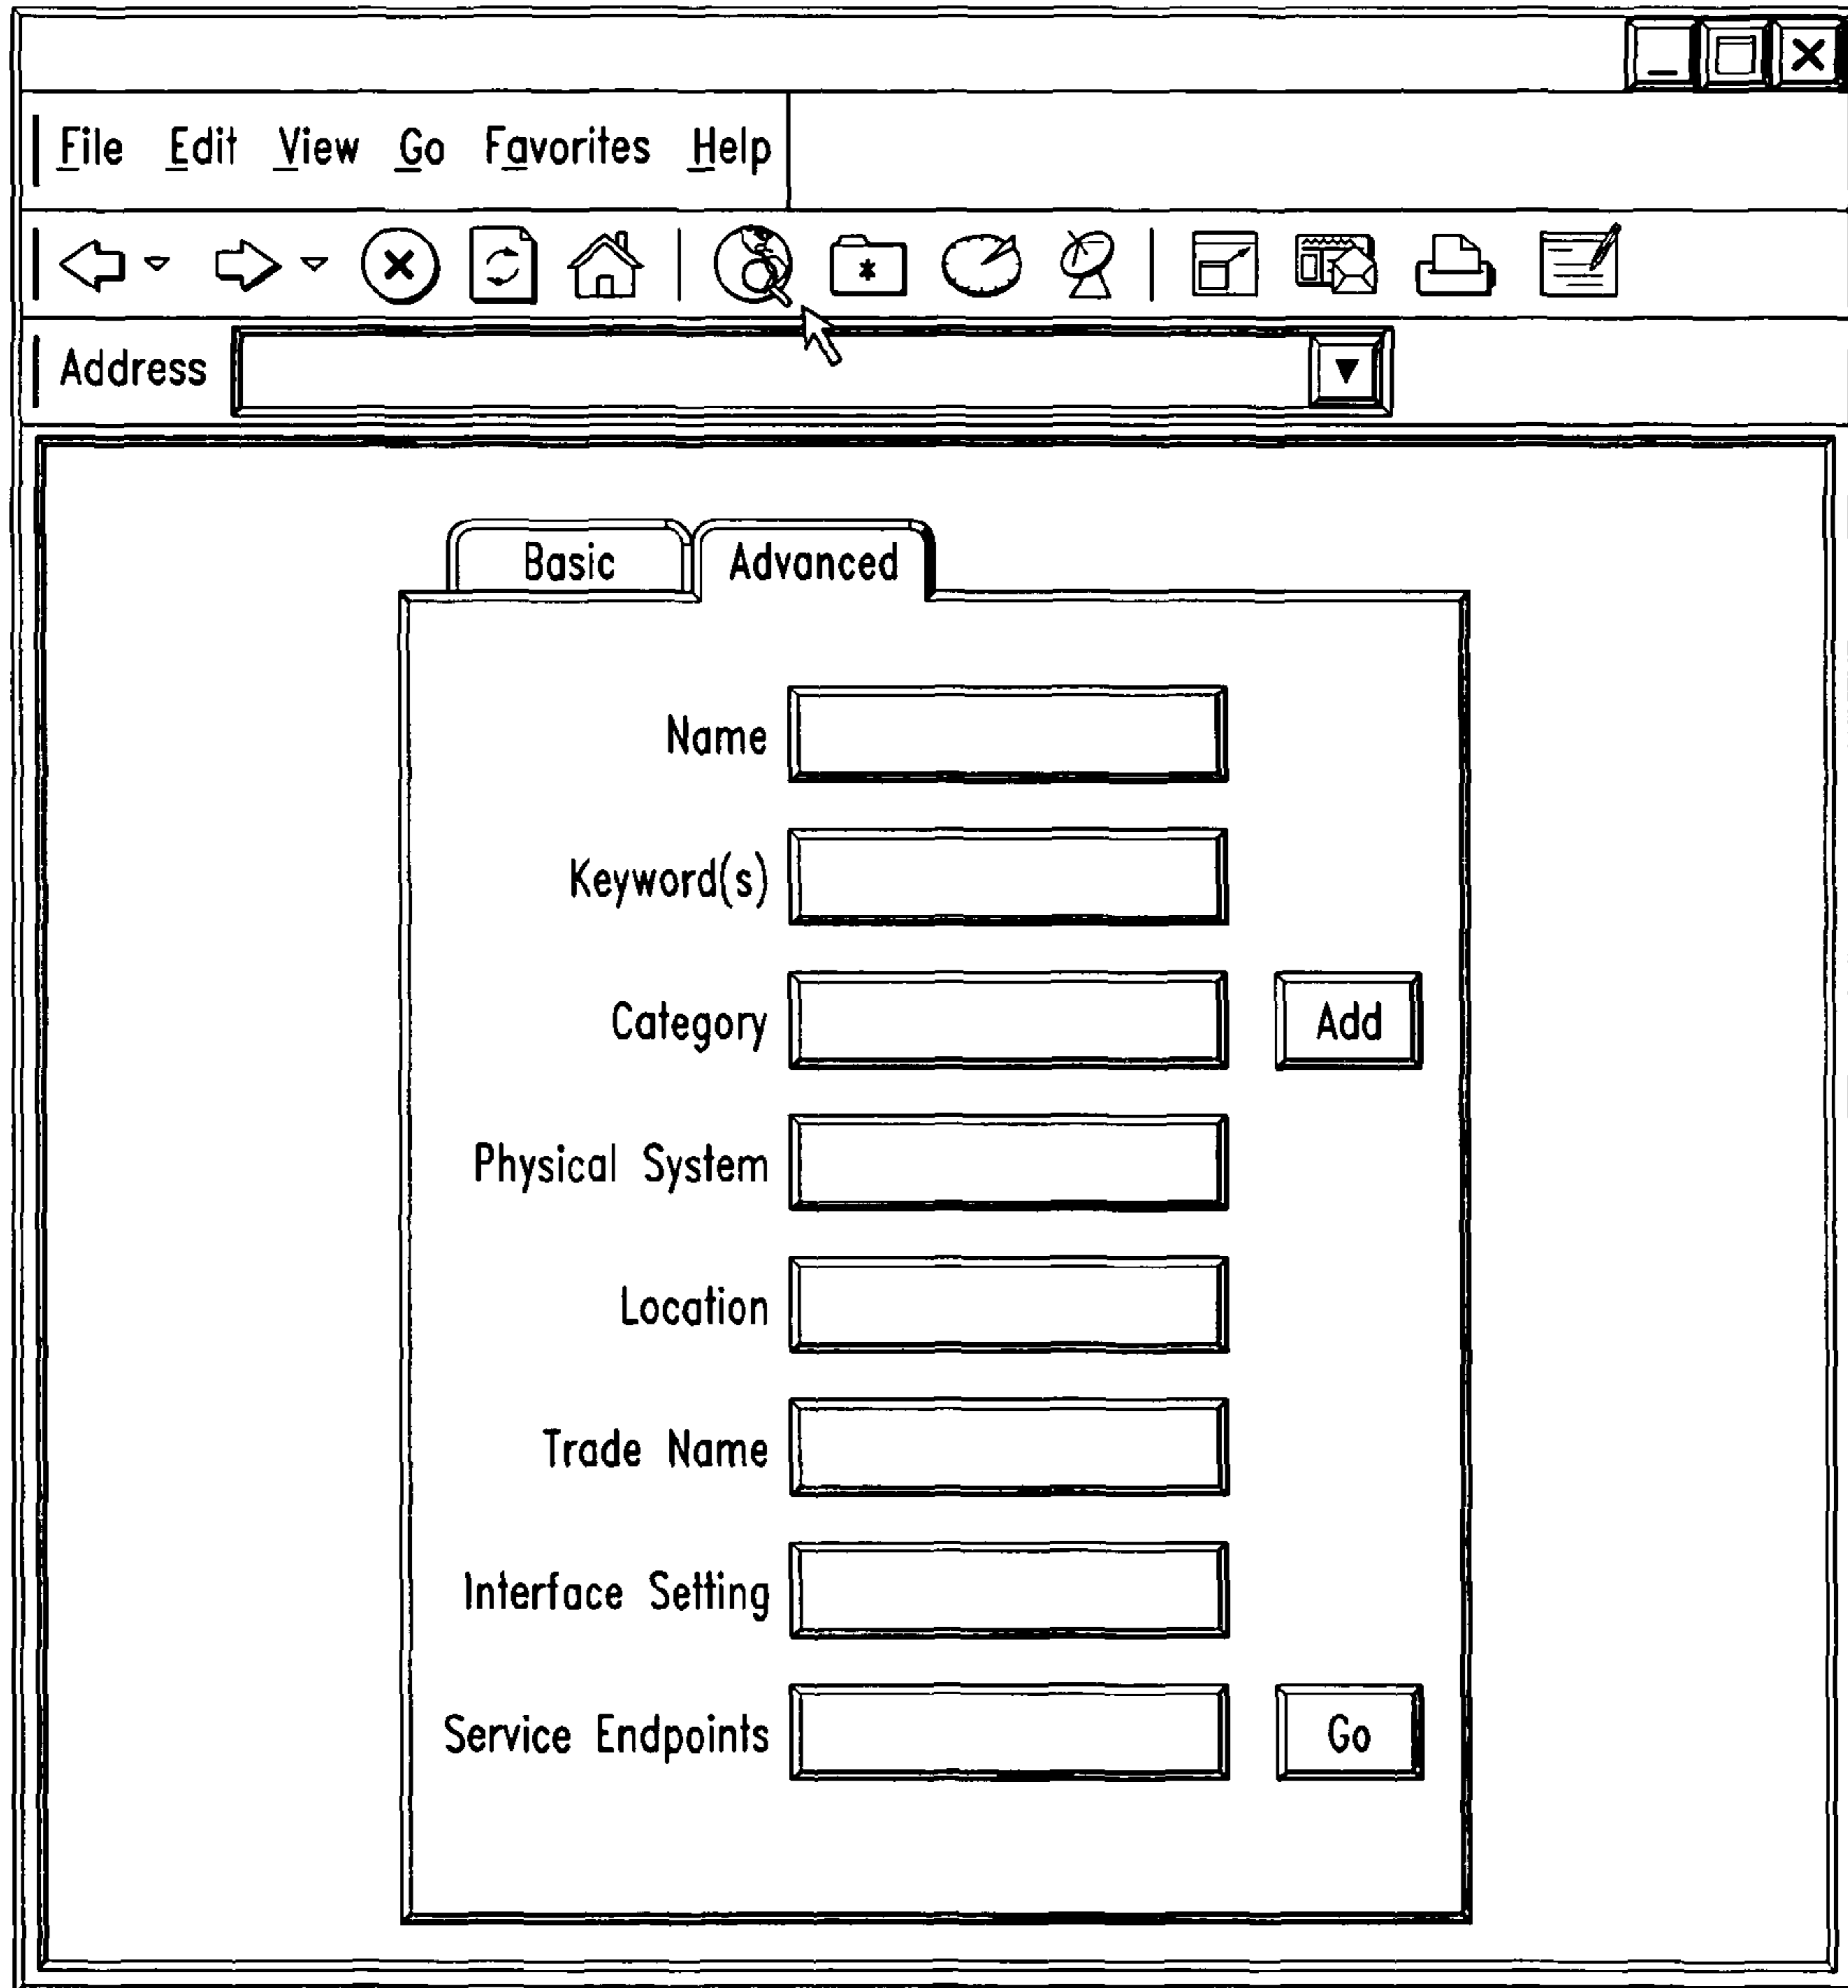 File Edit View Go Favorites Help
Address
Basic Advanced
Name
Keyword(s)
Category Add
Physical System
Location
Trade Name
Interface Setting
Service Endpoints Go